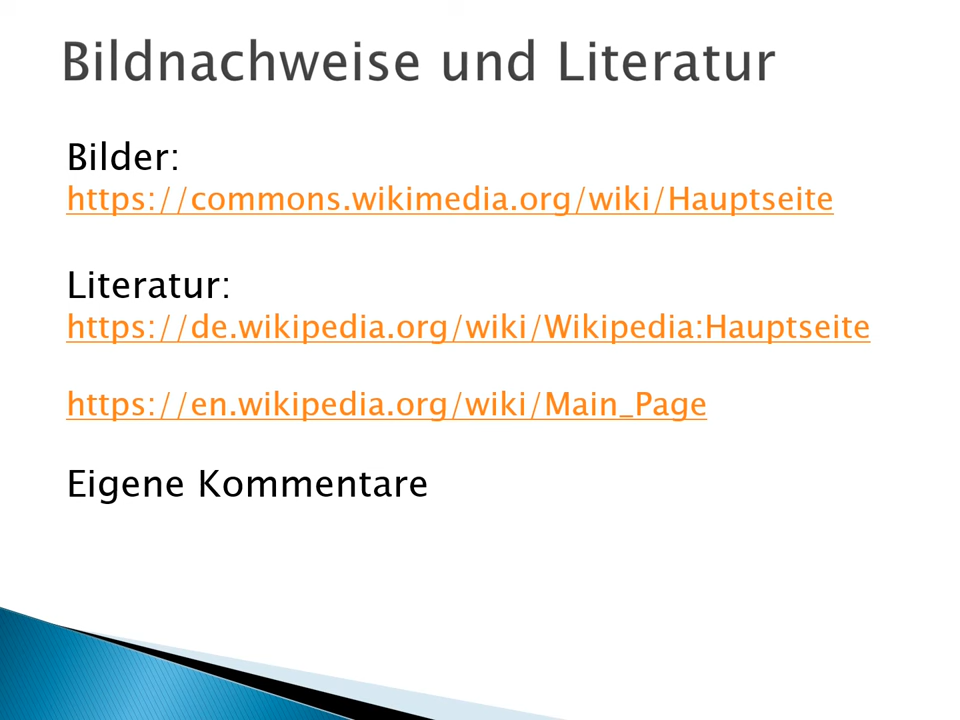 Bildnachweise und Literatur
Bilder:
https://commons.wikimedia.org/wiki/Hauptseite
Literatur:
https://de.wikipedia.org/wiki/Wikipedia:Hauptseite
https://en.wikipedia.org/wiki/Main_Page
Eigene Kommentare